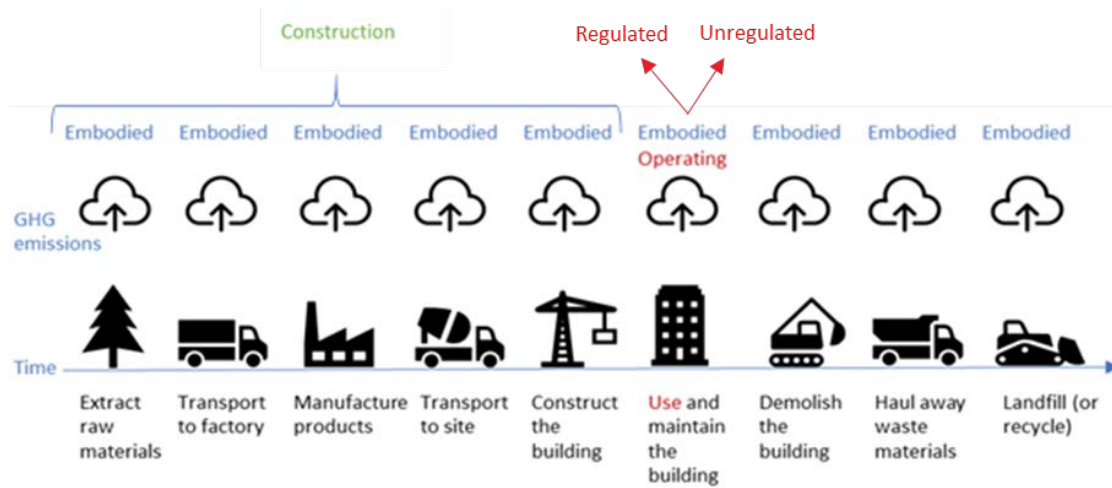 Construction
Regulated Unregulated
Embodied Embodied Embodied Embodied Embodied Embodied Embodied Embodied Embodied
Operating
GHG
emissions
Time
Extract
raw
materials
Transport
to factory
Manufacture
products
Transport
to site
Construct
the
building
Use and
maintain
the
building
Demolish
the
building
Haul away
waste
materials
Landfill (or
recycle)